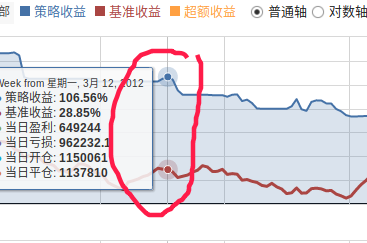 部 策略收益 基准收益 超额收益 普通轴 对数轴
Week from 星期一, 3月 12, 2012
策略收益: 106.56%
基准收益: 28.85%
当日盈利: 649244
当日亏损: 962232.1
当日开仓: 1150061
当日平仓: 1137810